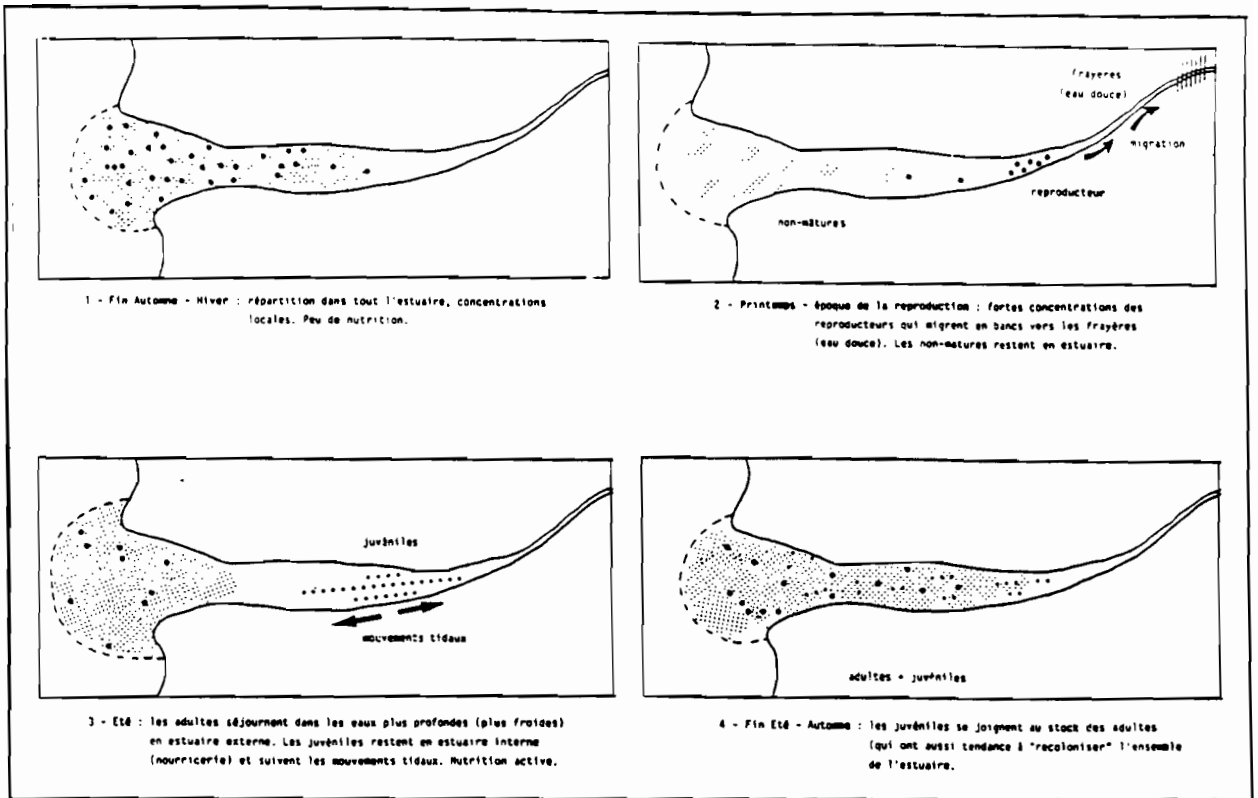 frayères
(eau douce)
migration
reproducteur
non-matures
1 - Fin Automne - Hiver : répartition dans tout l'estuaire, concentrations
locales. Peu de nutrition.
2 - Printemps - époque de la reproduction : fortes concentrations des
reproducteurs qui migrent en bancs vers les frayères
(eau douce). Les non-matures restent en estuaire.
juvéniles
mouvements tidaux
3 - Eté : les adultes séjournent dans les eaux plus profondes (plus froides)
en estuaire externe. Les juvéniles restent en estuaire interne
(nourricerie) et suivent les mouvements tidaux. Nutrition active.
adultes + juvéniles
4 - Fin Eté - Automne : les juvéniles se joignent au stock des adultes
(qui ont aussi tendance à "recoloniser" l'ensemble
de l'estuaire.